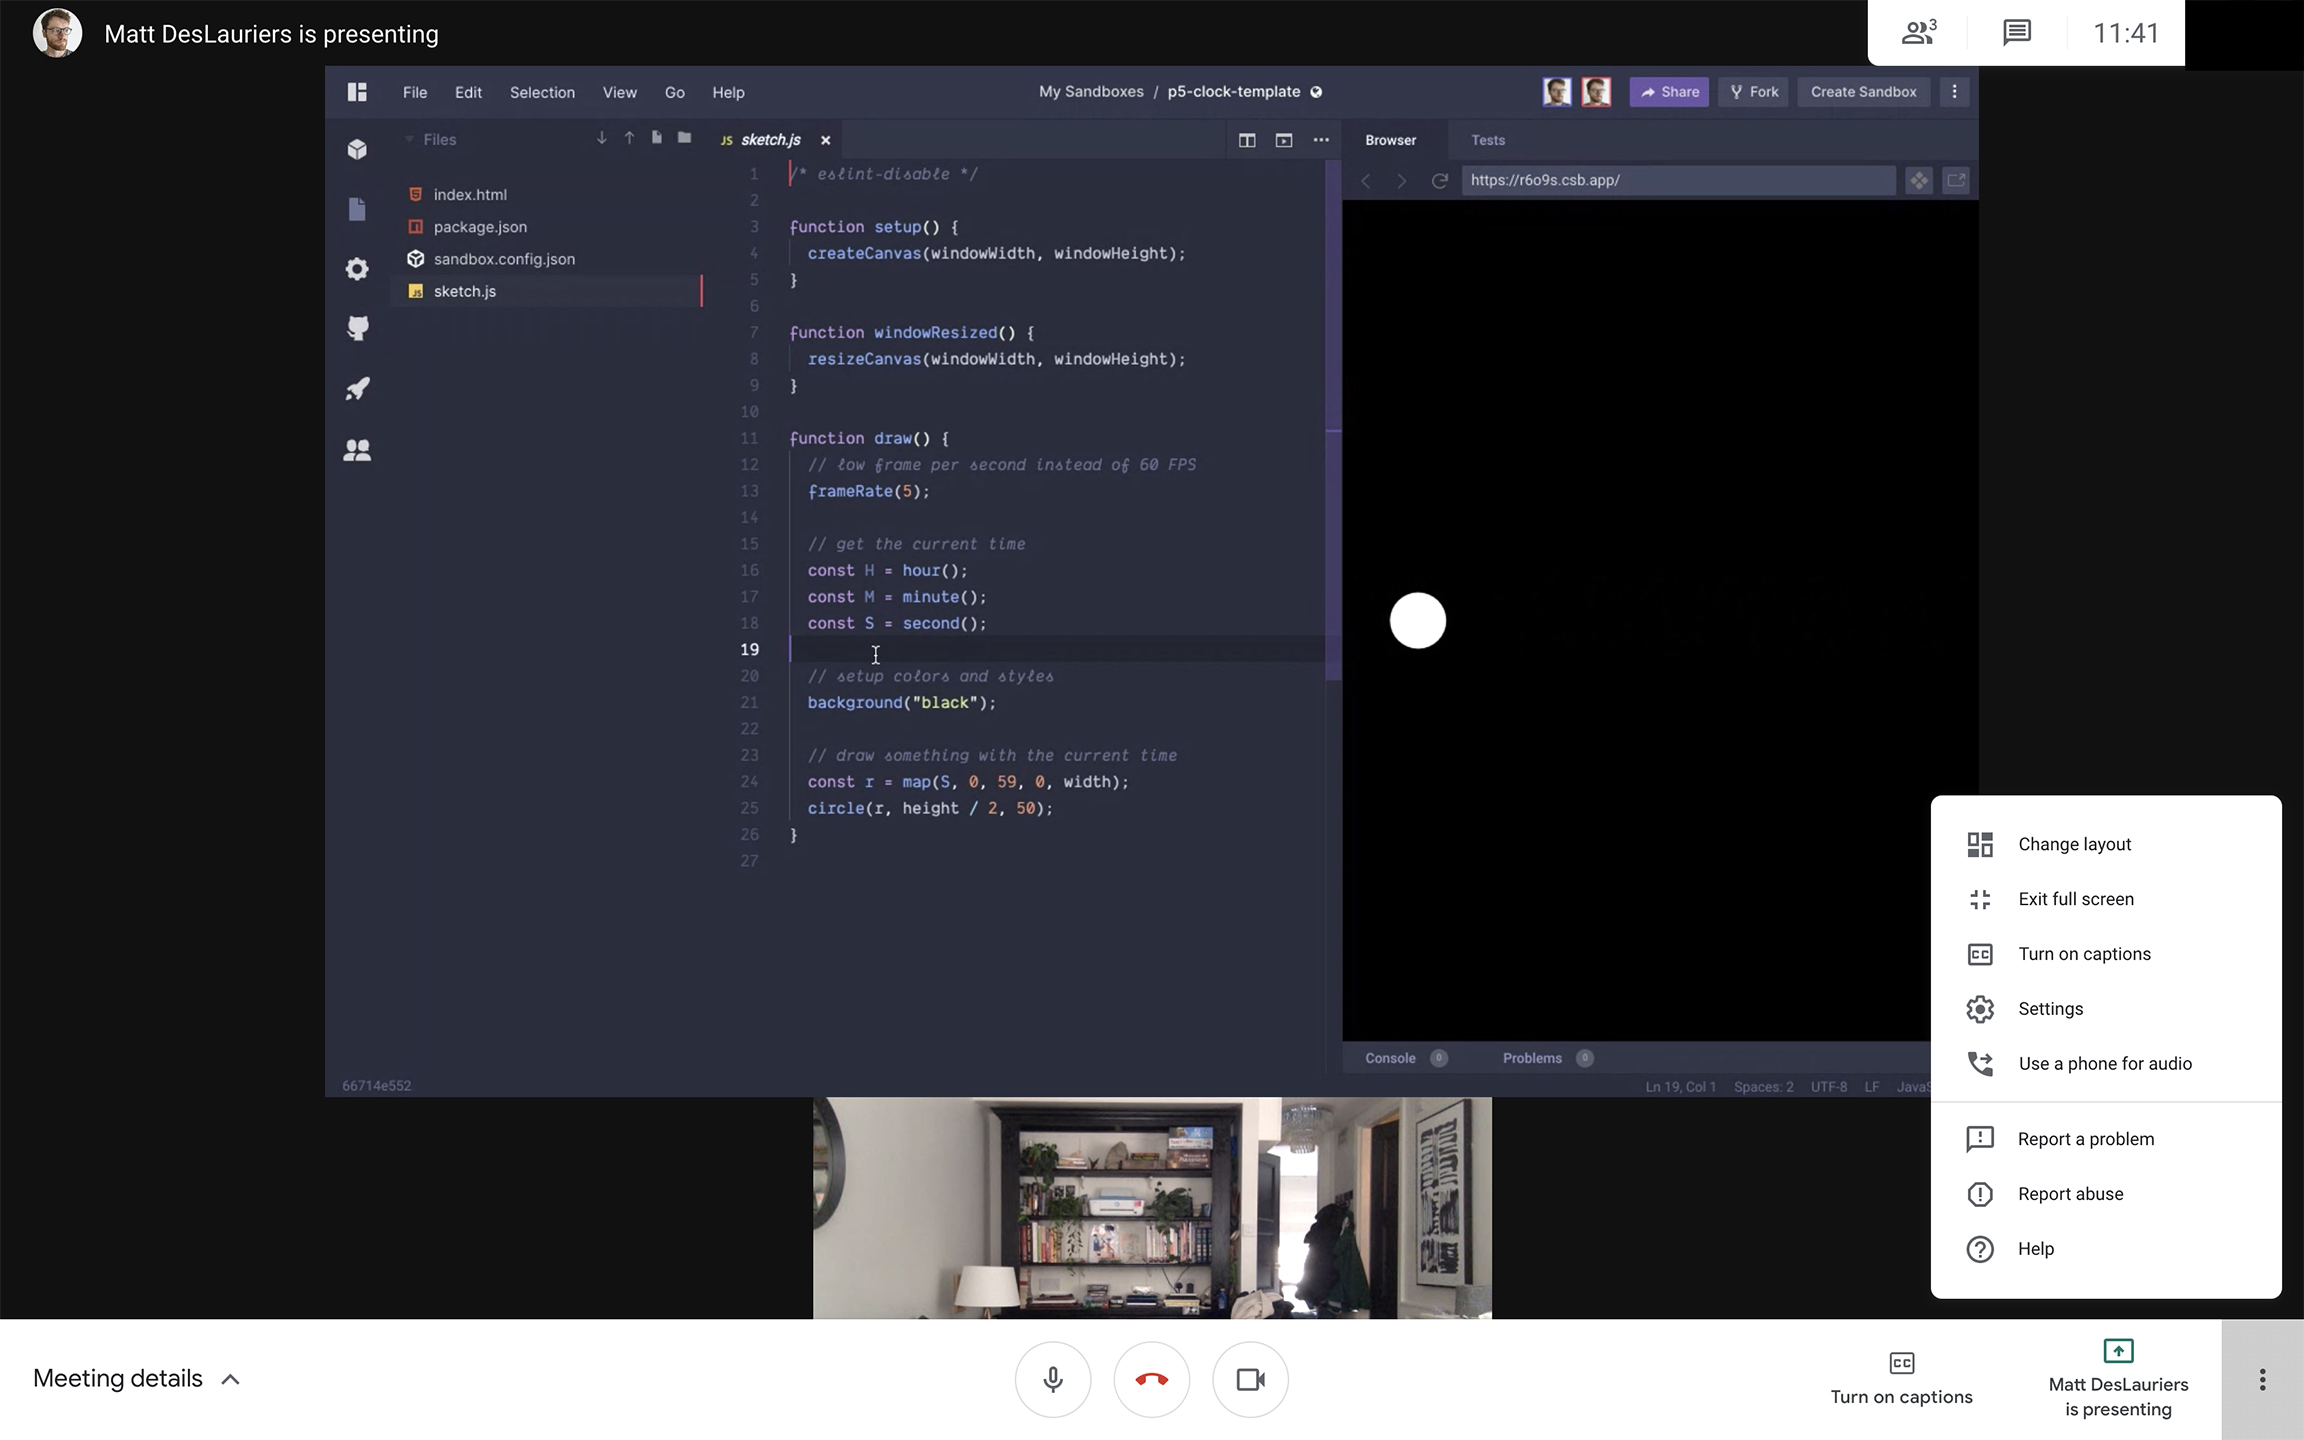 Matt DesLauriers is presenting
3
11:41
File Edit Selection View Go Help
My Sandboxes / p5-clock-template
Share Fork Create Sandbox
Files
JS sketch.js
index.html
package.json
sandbox.config.json
JS sketch.js
1 /* eslint-disable */
2
3 function setup() {
4 createCanvas(windowWidth, windowHeight);
5 }
6
7 function windowResized() {
8 resizeCanvas(windowWidth, windowHeight);
9 }
10
11 function draw() {
12 // low frame per second instead of 60 FPS
13 frameRate(5);
14
15 // get the current time
16 const H = hour();
17 const M = minute();
18 const S = second();
19
20 // setup colors and styles
21 background("black");
22
23 // draw something with the current time
24 const r = map(S, 0, 59, 0, width);
25 circle(r, height / 2, 50);
26 }
27
Browser Tests
https://r6o9s.csb.app/
Console 0 Problems 0
66714e552
Ln 19, Col 1 Spaces: 2 UTF-8 LF JavaS
Change layout
Exit full screen
CC Turn on captions
Settings
Use a phone for audio
Report a problem
Report abuse
Help
Meeting details
CC
Turn on captions
Matt DesLauriers
is presenting